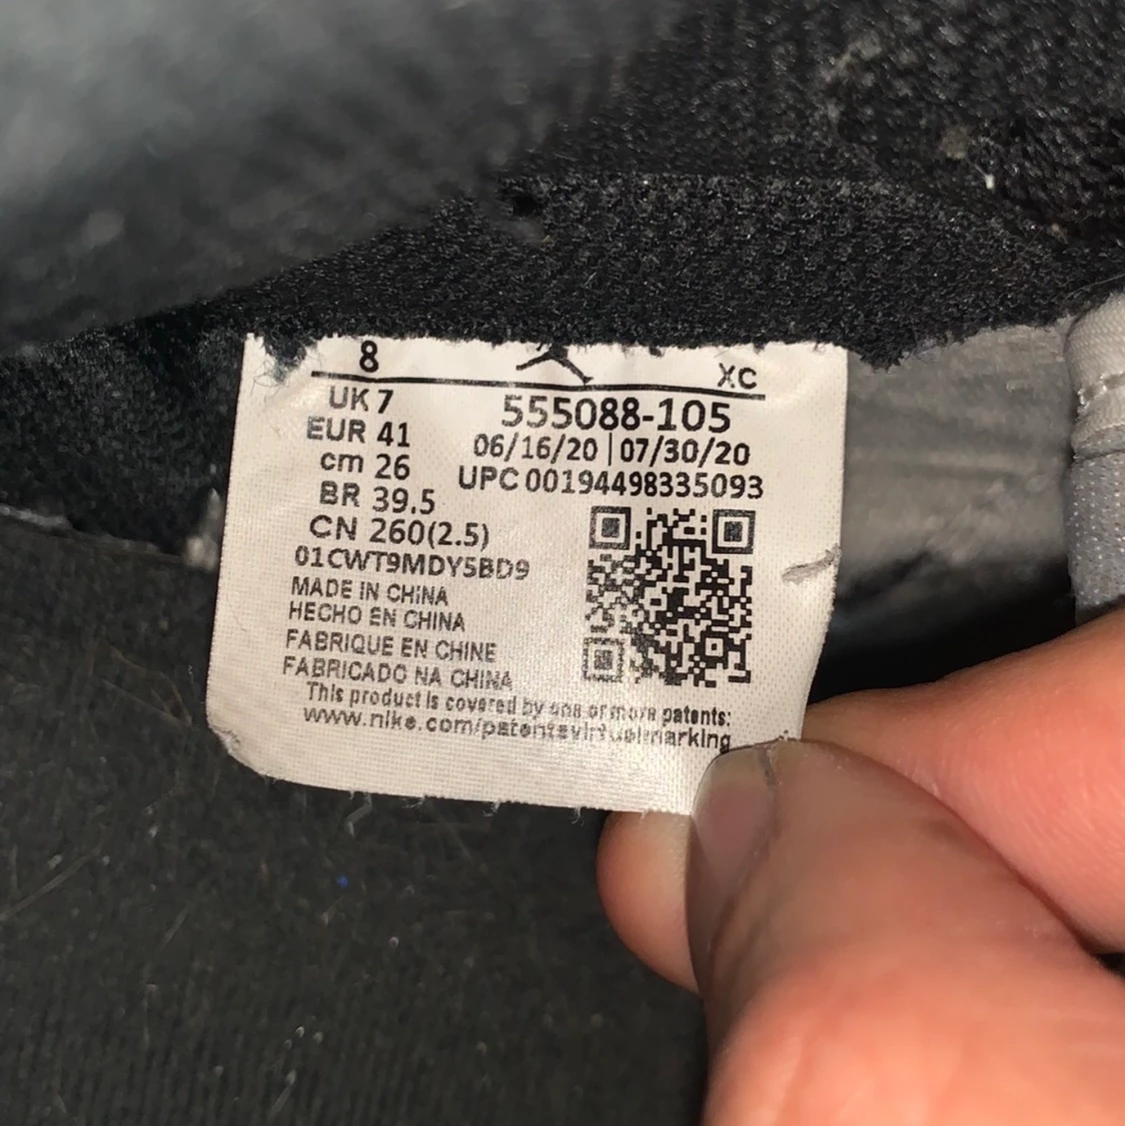 8
XC
UK 7
EUR 41
cm 26
BR 39.5
CN 260(2.5)
01CWT9MDY5BD9
555088-105
06/16/20 | 07/30/20
UPC 00194498335093
MADE IN CHINA
HECHO EN CHINA
FABRIQUE EN CHINE
FABRICADO NA CHINA
This product is covered by one or more patents:
www.nike.com/patentsvirtualmarking